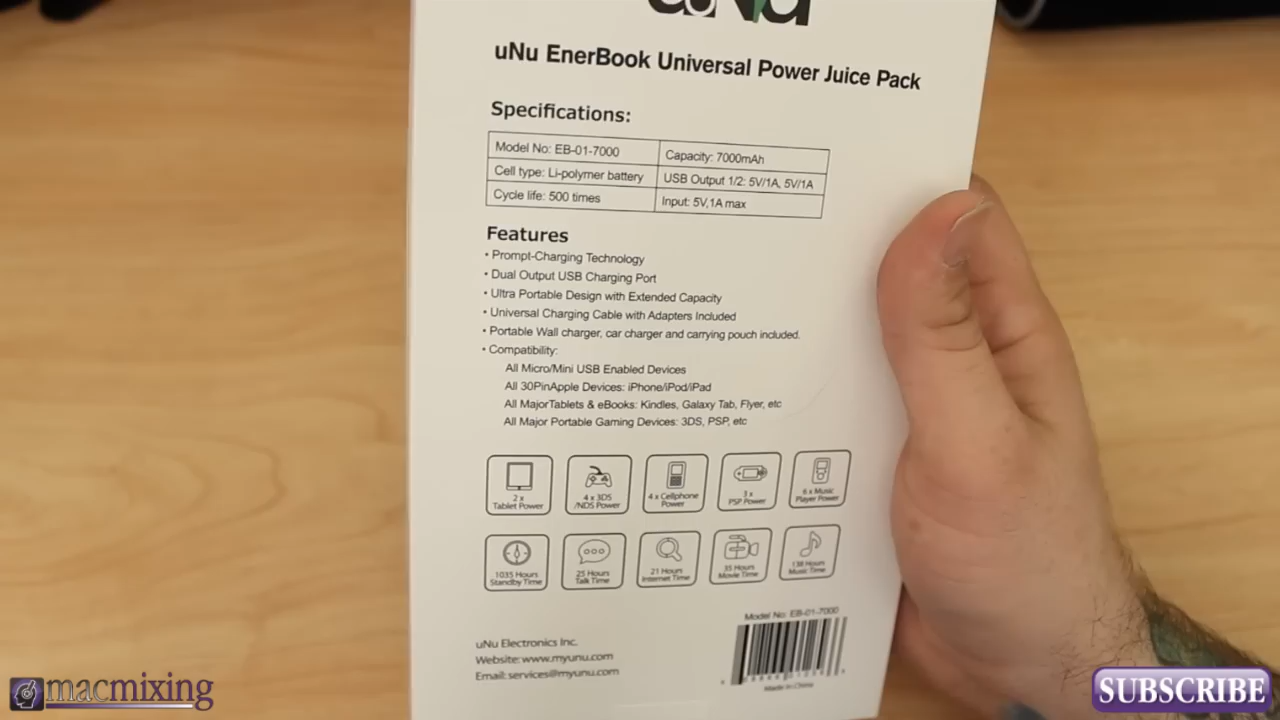 uNu
uNu EnerBook Universal Power Juice Pack
Specifications:
Model No: EB-01-7000
Capacity: 7000mAh
Cell type: Li-polymer battery
USB Output 1/2: 5V/1A, 5V/1A
Cycle life: 500 times
Input: 5V,1A max
Features
• Prompt-Charging Technology
• Dual Output USB Charging Port
• Ultra Portable Design with Extended Capacity
• Universal Charging Cable with Adapters Included
• Portable Wall charger, car charger and carrying pouch included.
• Compatibility:
All Micro/Mini USB Enabled Devices
All 30PinApple Devices: iPhone/iPod/iPad
All MajorTablets & eBooks: Kindles, Galaxy Tab, Flyer, etc
All Major Portable Gaming Devices: 3DS, PSP, etc
2 x
Tablet Power
4 x 3DS
/NDS Power
4 x Cellphone
Power
3 x
PSP Power
6 x Music
Player Power
1035 Hours
Standby Time
25 Hours
Talk Time
21 Hours
Internet Time
35 Hours
Movie Time
138 Hours
Music Time
Model No: EB-01-7000
uNu Electronics Inc.
Website: www.myunu.com
Email: services@myunu.com
Made in China
macmixing
SUBSCRIBE